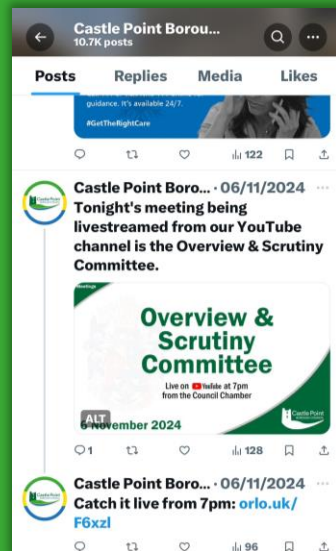 Castle Point Borou...
10.7K posts
Posts Replies Media Likes
guidance. It's available 24/7.
#GetTheRightCare
122
Castle Point Boro... · 06/11/2024
Tonight's meeting being
livestreamed from our YouTube
channel is the Overview & Scrutiny
Committee.
Meetings
Overview &
Scrutiny
Committee
Live on YouTube at 7pm
from the Council Chamber
ALT
6 November 2024
Castle Point
1 128
Castle Point Boro... · 06/11/2024
Catch it live from 7pm: orlo.uk/
F6xzl
96